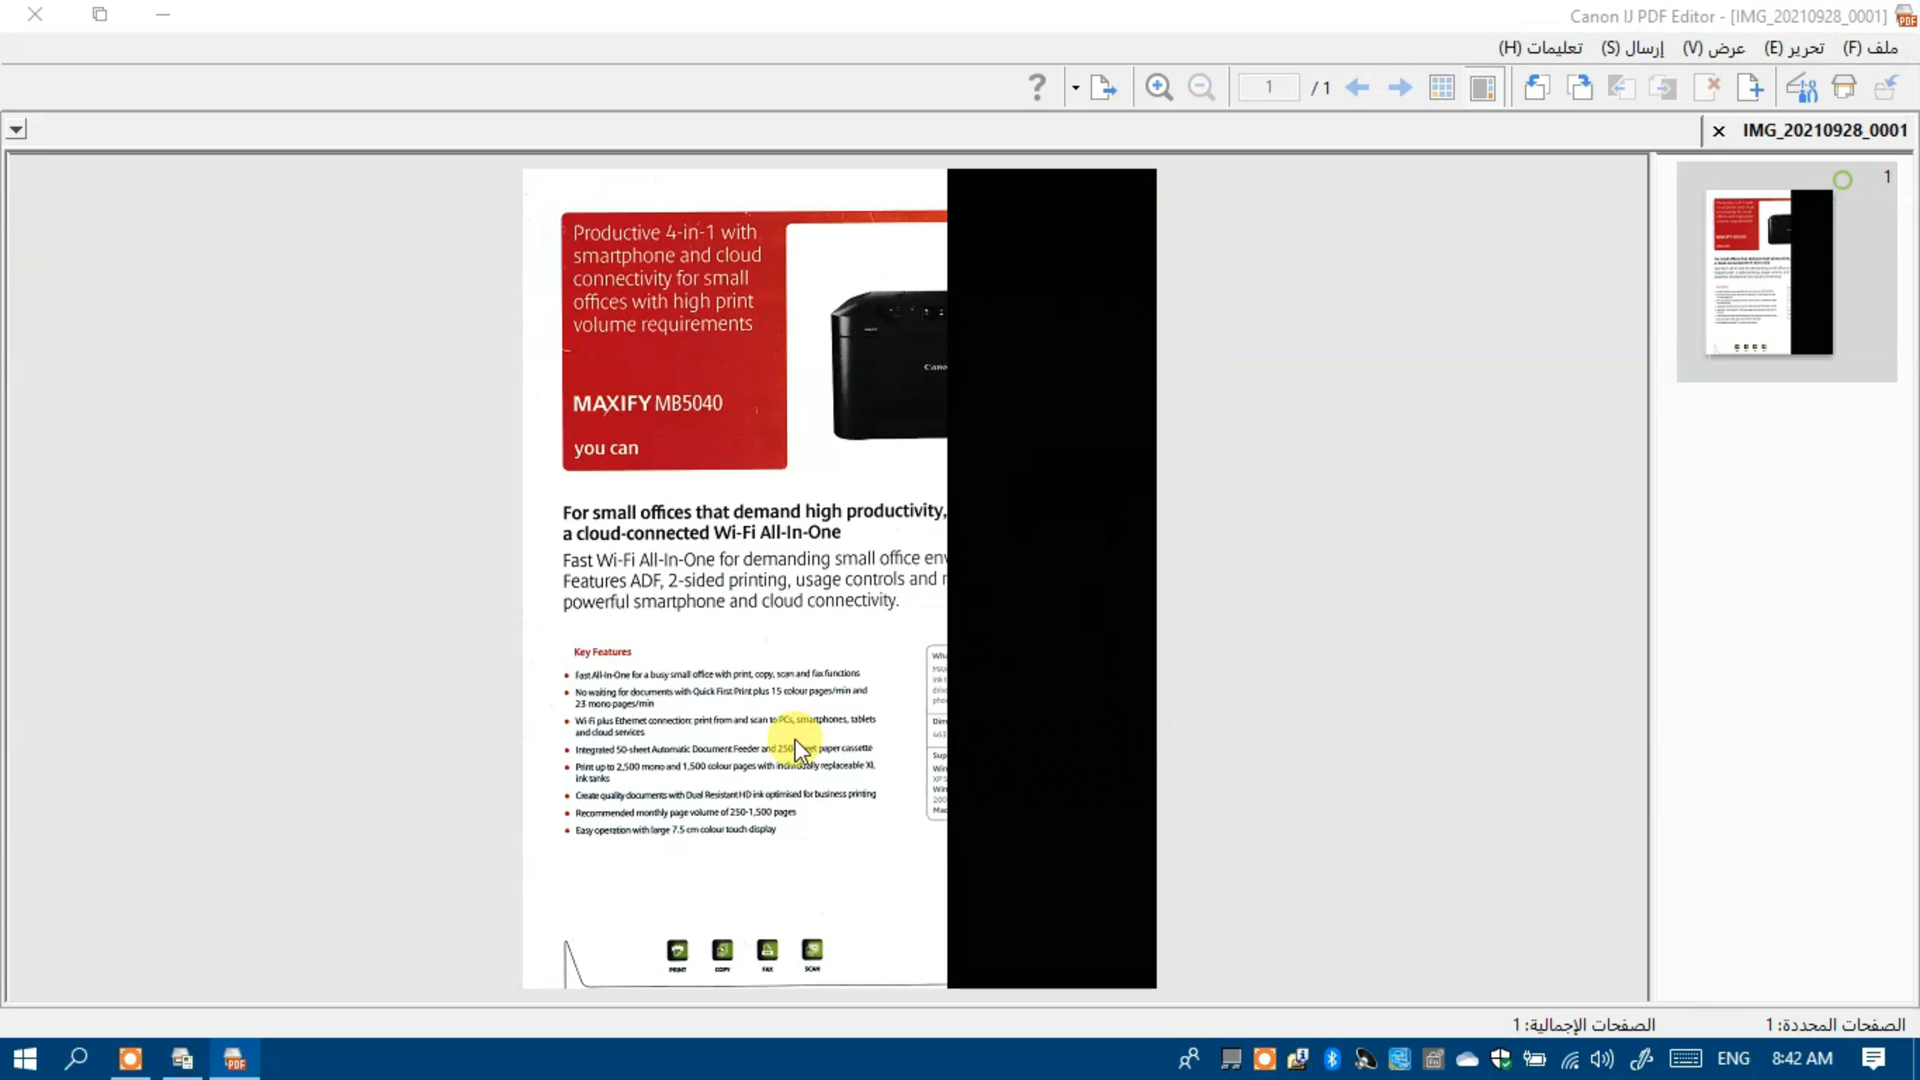 Canon IJ PDF Editor - [IMG_20210928_0001]
ملف (F) تحرير (E) عرض (V) إرسال (S) تعليمات (H)
1 / 1
IMG_20210928_0001
1
Productive 4-in-1 with
smartphone and cloud
connectivity for small
offices with high print
volume requirements
MAXIFY MB5040
you can
For small offices that demand high productivity,
a cloud-connected Wi-Fi All-In-One
Fast Wi-Fi All-In-One for demanding small office
Features ADF, 2-sided printing, usage controls and
powerful smartphone and cloud connectivity.
Key Features
Fast All-In-One for a busy small office with print, copy, scan and fax functions
No waiting for documents with Quick First Print plus 15 colour pages/min and
23 mono pages/min
Wi-Fi plus Ethernet connection: print from and scan to PCs, smartphones, tablets
and cloud services
Integrated 50-sheet Automatic Document Feeder and paper cassette
Print up to 2,500 mono and 1,500 colour pages with individually replaceable XL
ink tanks
Create quality documents with Dual Resistant HD ink optimised for business printing
Recommended monthly page volume of 250-1,500 pages
Easy operation with large 7.5 cm colour touch display
PRINT COPY FAX SCAN
الصفحات المحددة: 1
الصفحات الإجمالية: 1
ENG 8:42 AM